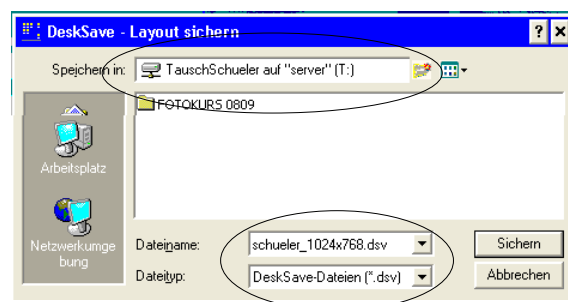 DeskSave - Layout sichern
Speichern in: TauschSchueler auf "server" (T:)
FOTOKURS 0809
Arbeitsplatz
Netzwerkumge
bung
Dateiname: schueler_1024x768.dsv Sichern
Dateityp: DeskSave-Dateien (*.dsv) Abbrechen